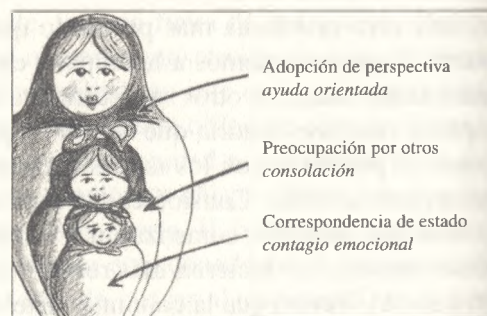 Adopción de perspectiva
ayuda orientada
Preocupación por otros
consolación
Correspondencia de estado
contagio emocional